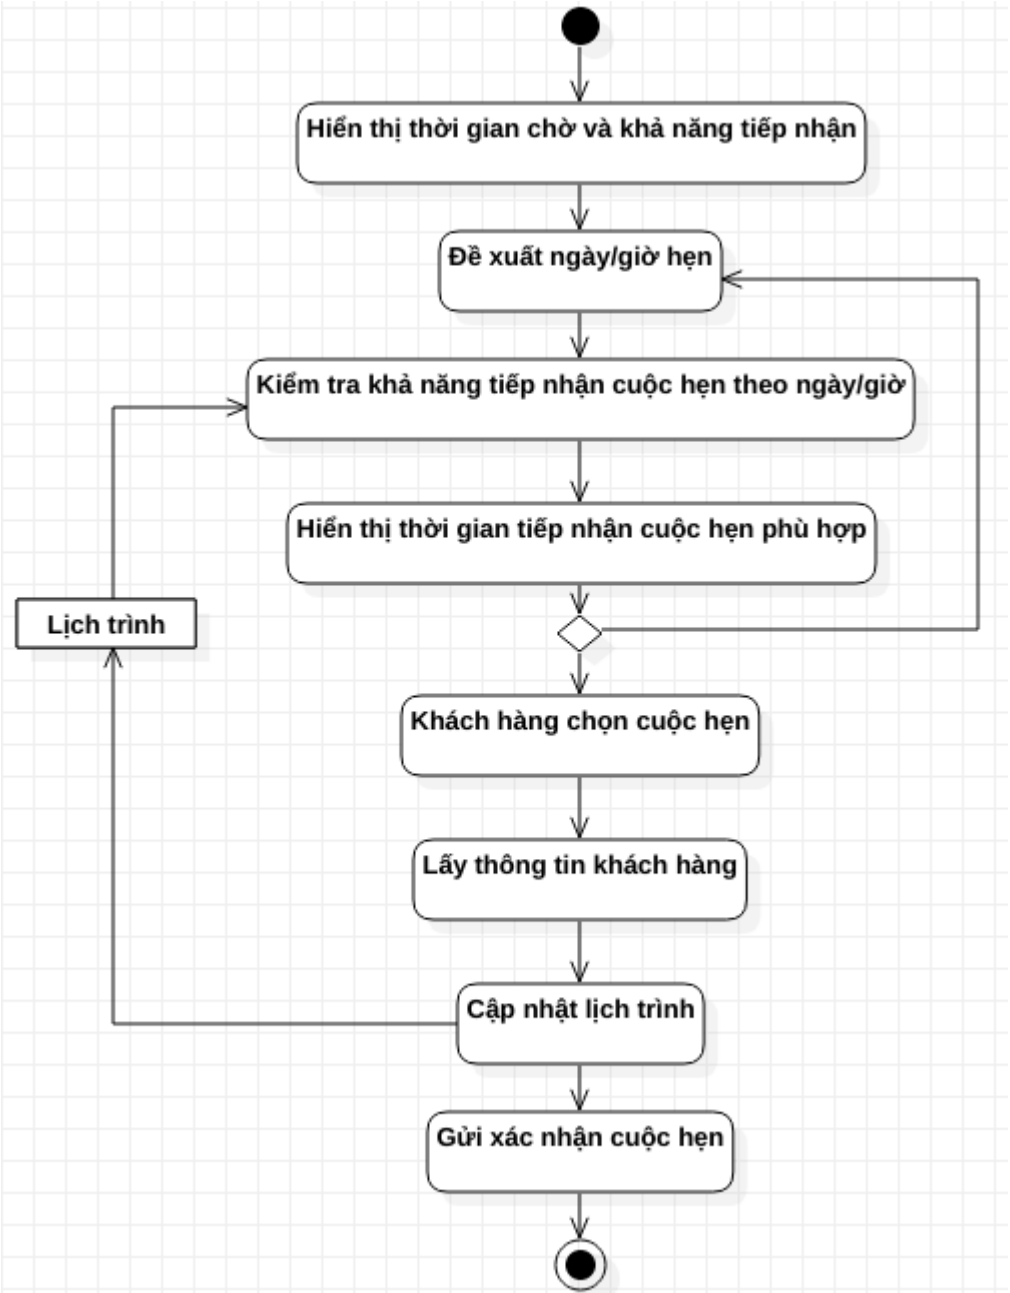 Hiển thị thời gian chờ và khả năng tiếp nhận
Đề xuất ngày/giờ hẹn
Kiểm tra khả năng tiếp nhận cuộc hẹn theo ngày/giờ
Hiển thị thời gian tiếp nhận cuộc hẹn phù hợp
Lịch trình
Khách hàng chọn cuộc hẹn
Lấy thông tin khách hàng
Cập nhật lịch trình
Gửi xác nhận cuộc hẹn